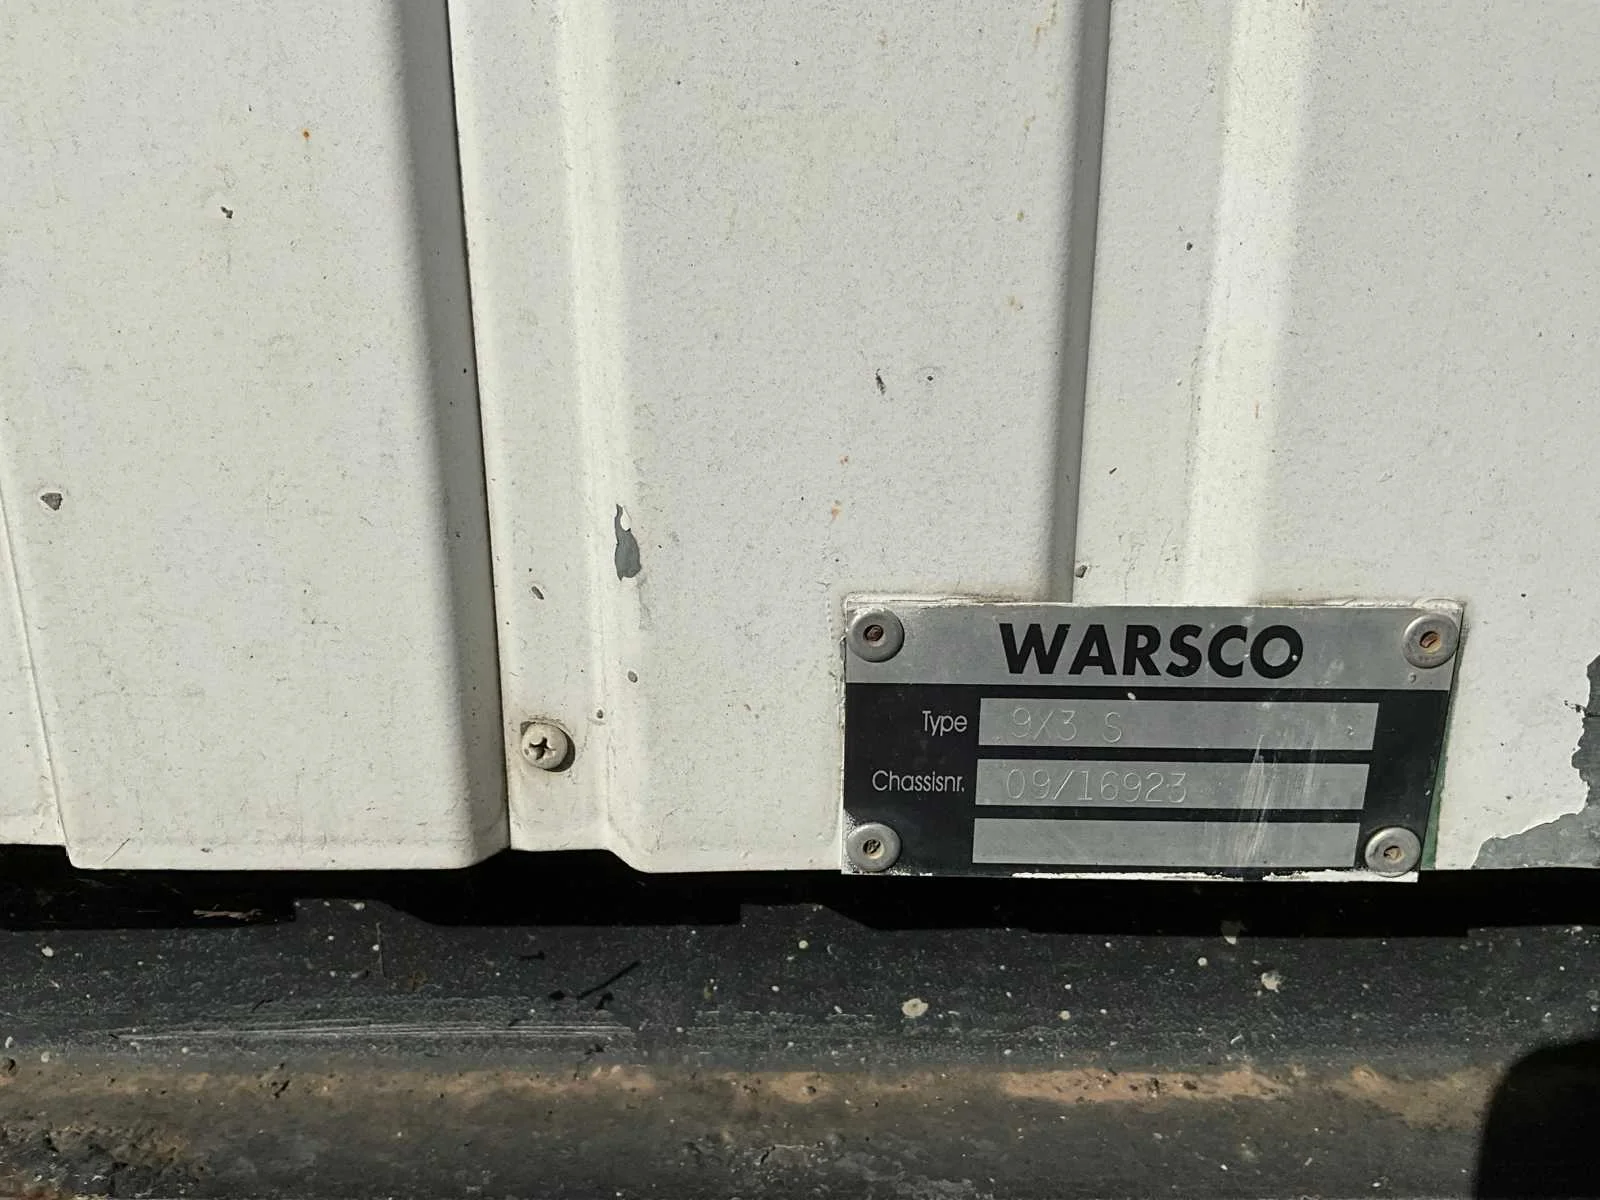 WARSCO
Type 9X3 S
Chassisnr. 09/16923